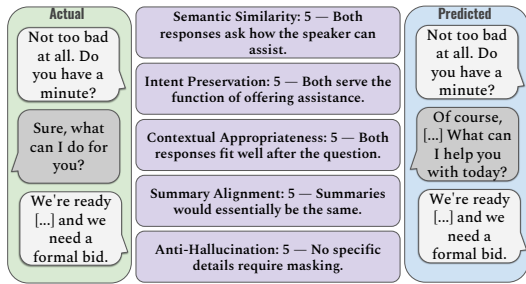 Actual
Not too bad
at all. Do
you have a
minute?
Sure, what
can I do for
you?
We're ready
[...] and we
need a
formal bid.
Semantic Similarity: 5 — Both
responses ask how the speaker can
assist.
Intent Preservation: 5 — Both serve the
function of offering assistance.
Contextual Appropriateness: 5 — Both
responses fit well after the question.
Summary Alignment: 5 — Summaries
would essentially be the same.
Anti-Hallucination: 5 — No specific
details require masking.
Predicted
Not too bad
at all. Do
you have a
minute?
Of course,
[...] What can
I help you
with today?
We're ready
[...] and we
need a
formal bid.